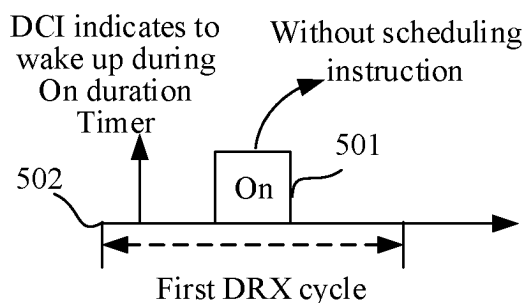 DCI indicates to
wake up during
On duration
Timer
Without scheduling
instruction
502
On
501
First DRX cycle